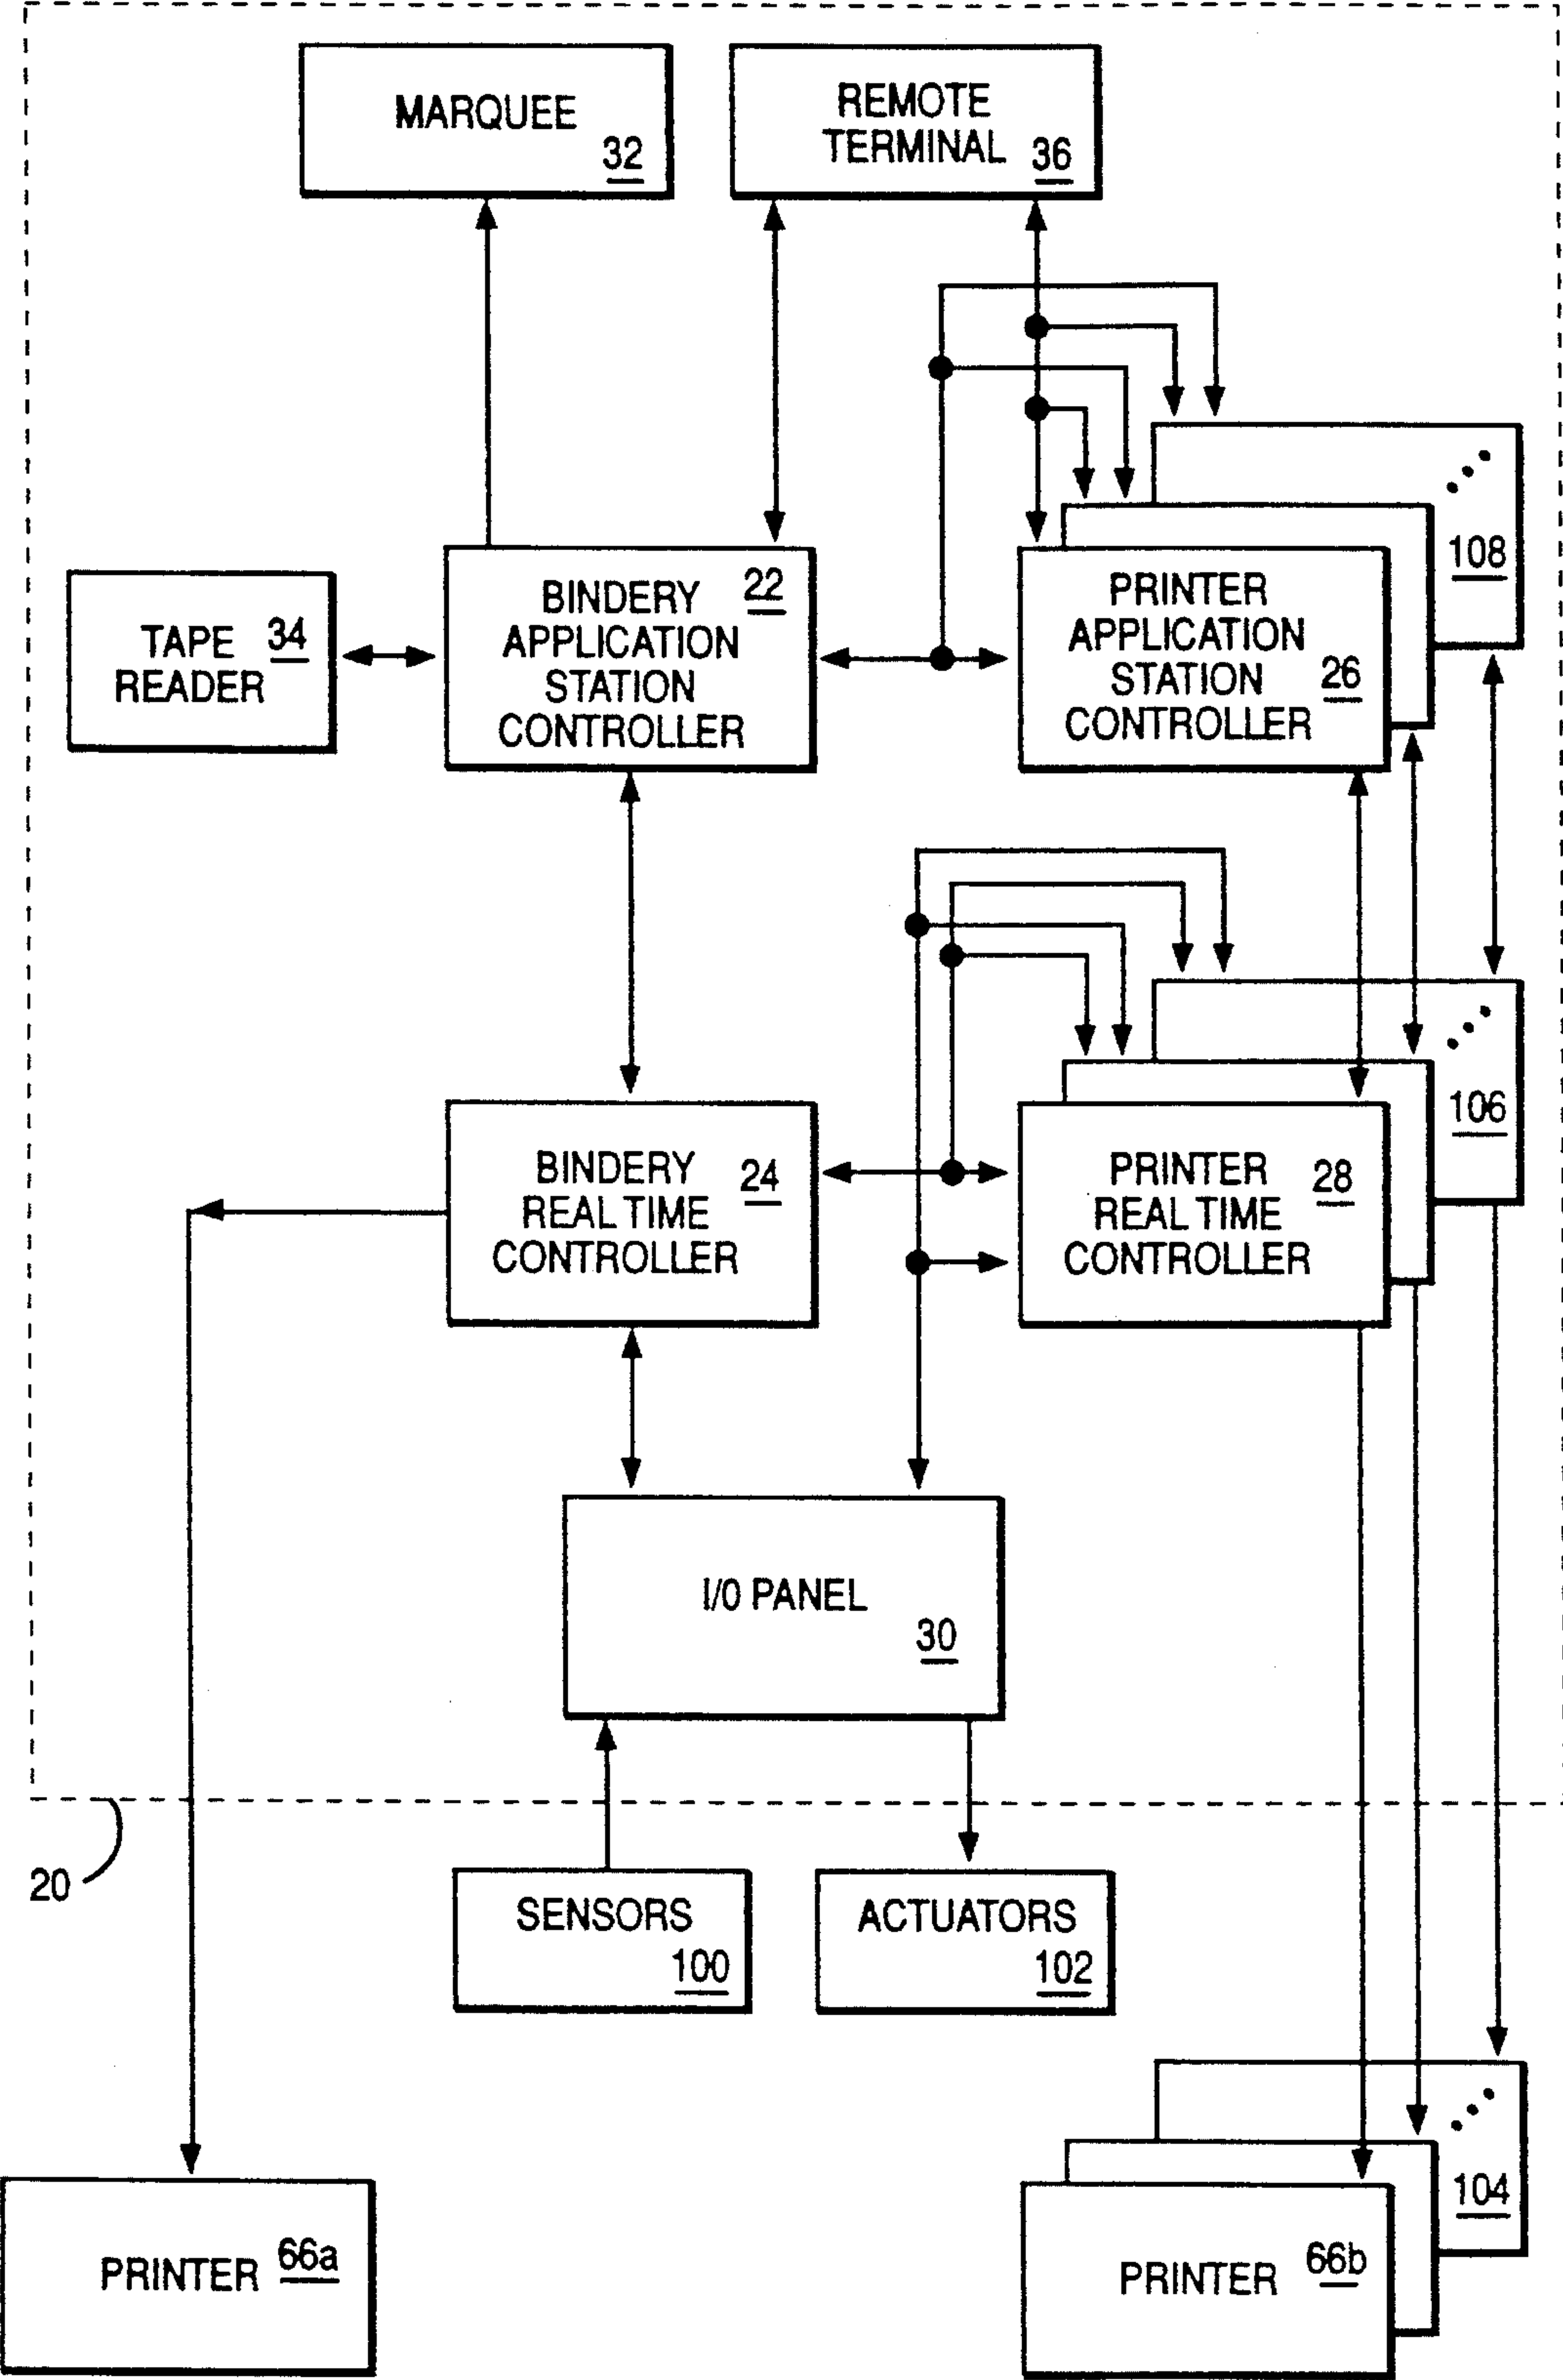 MARQUEE
32
REMOTE
TERMINAL 36
108
TAPE 34
READER
BINDERY 22
APPLICATION
STATION
CONTROLLER
PRINTER
APPLICATION
STATION 26
CONTROLLER
106
BINDERY 24
REAL TIME
CONTROLLER
PRINTER 28
REAL TIME
CONTROLLER
I/O PANEL
30
20
SENSORS
100
ACTUATORS
102
104
PRINTER 66a
PRINTER 66b